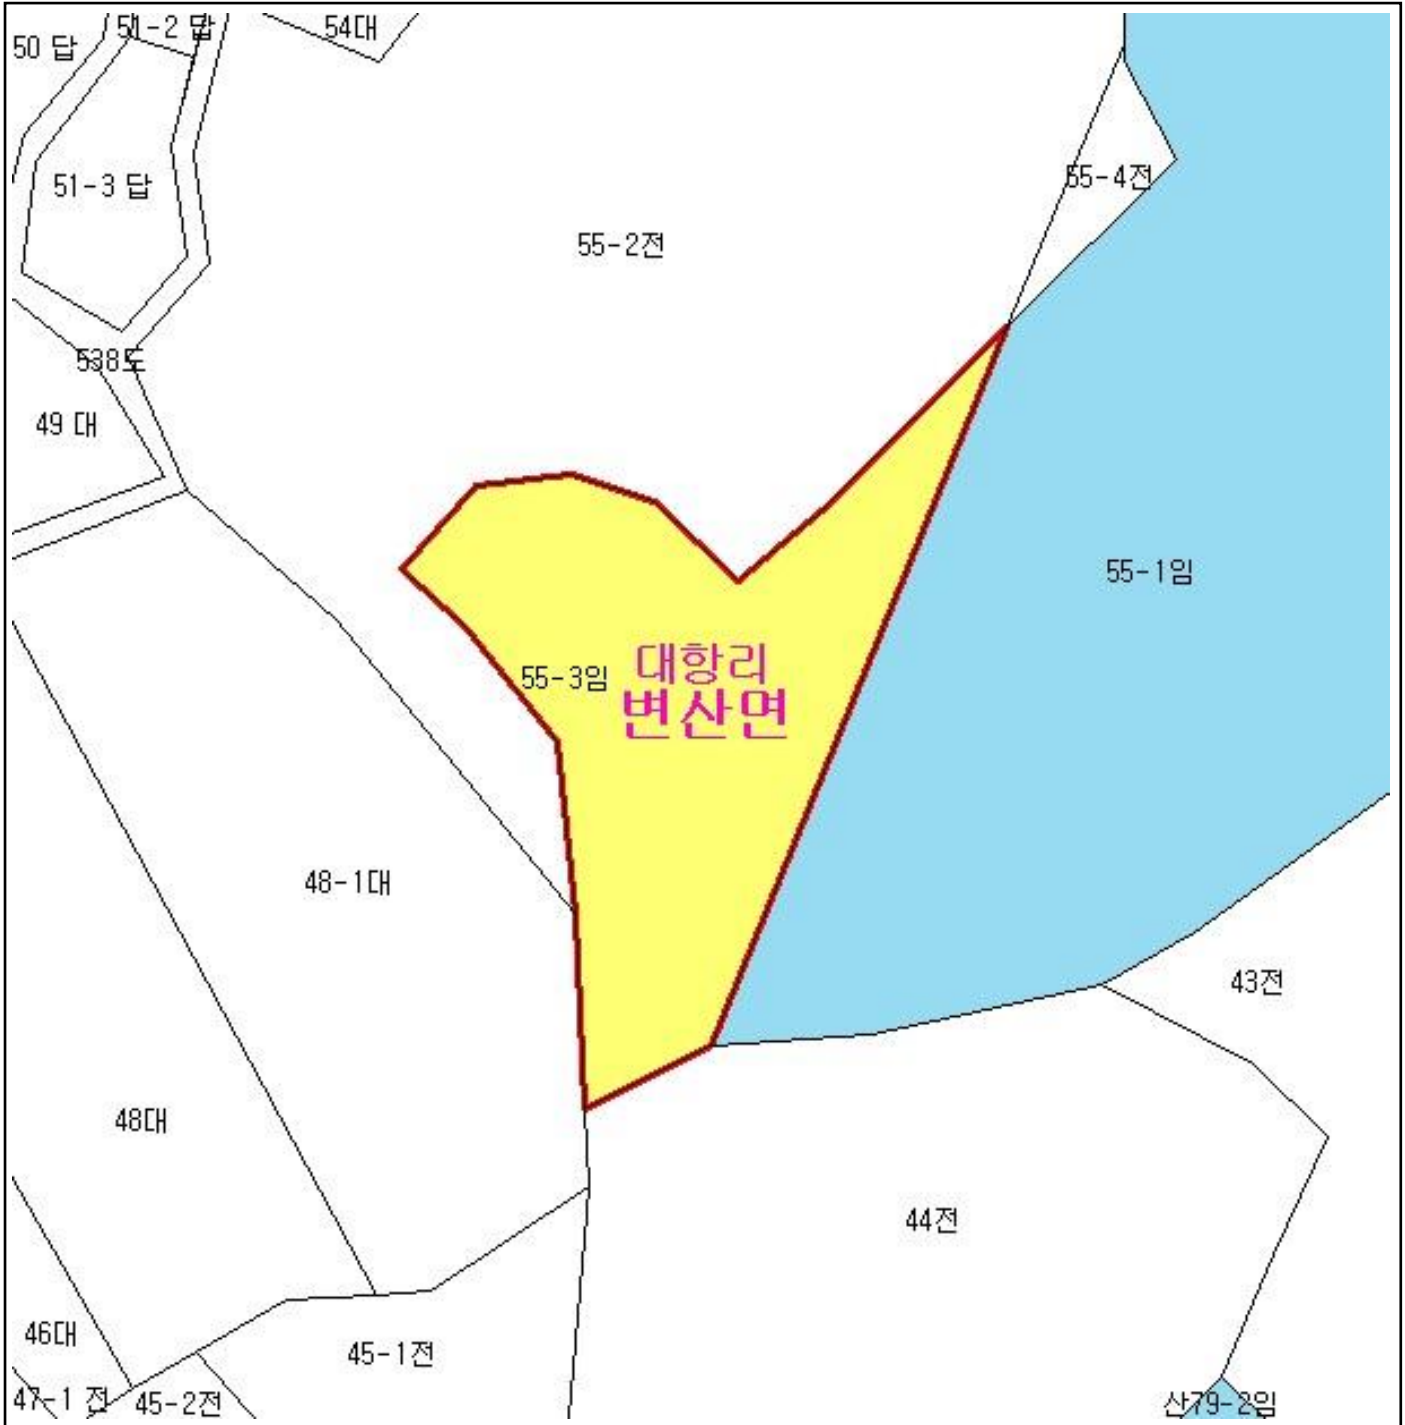 51-2 답
54대
50 답
55-4전
51-3 답
55-2전
538도
49 대
55-1임
대항리
55-3임
변산면
48-1대
43전
48대
44전
46대
45-1전
47-1 전
45-2전
산79-2임